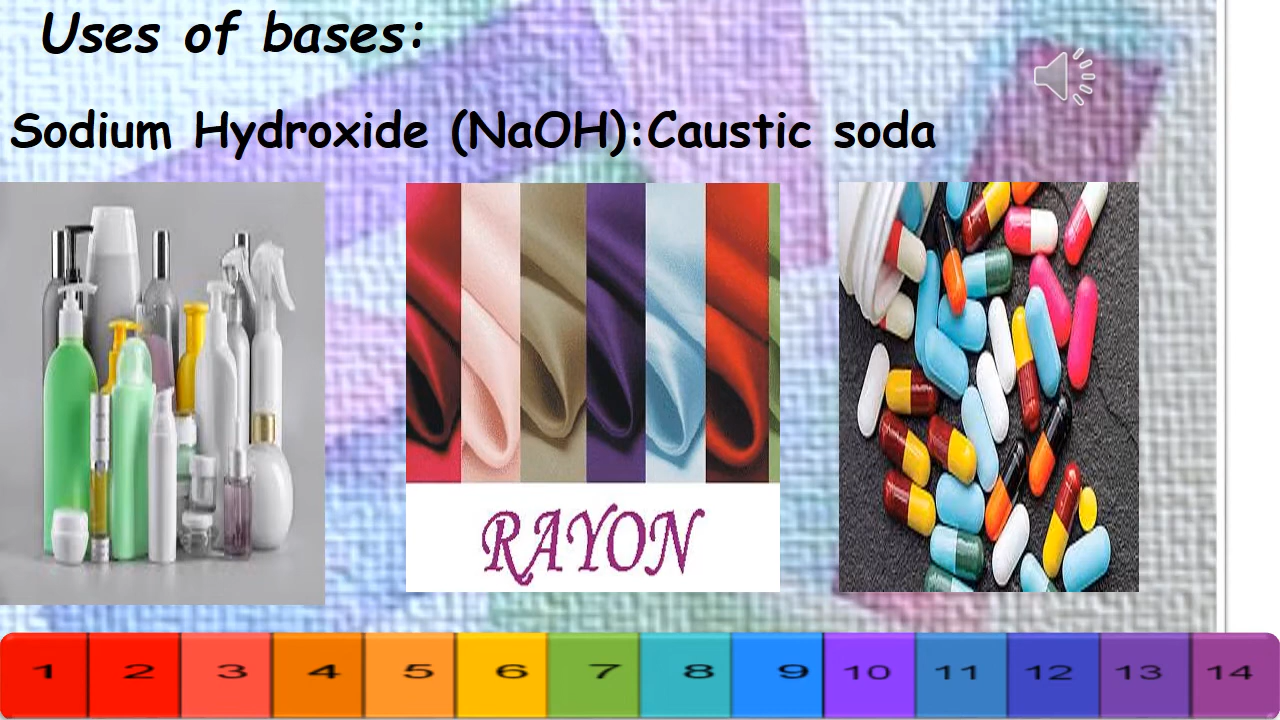 Uses of bases:
Sodium Hydroxide (NaOH):Caustic soda
RAYON
1 2 3 4 5 6 7 8 9 10 11 12 13 14